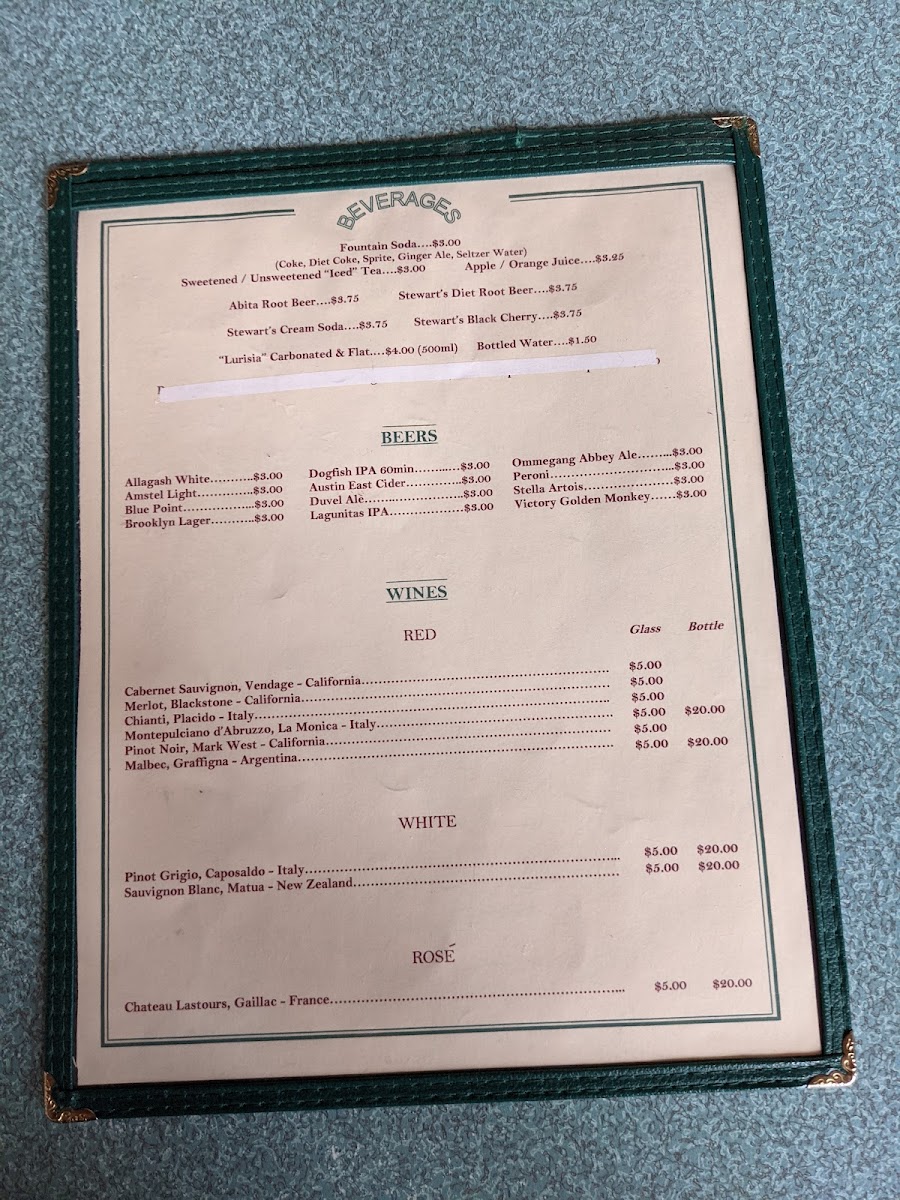 BEVERAGES
Fountain Soda....$3.00
(Coke, Diet Coke, Sprite, Ginger Ale, Seltzer Water)
Sweetened / Unsweetened "Iced" Tea....$3.00 Apple / Orange Juice....$3.25
Abita Root Beer....$3.75 Stewart's Diet Root Beer....$3.75
Stewart's Cream Soda....$3.75 Stewart's Black Cherry....$3.75
"Lurisia" Carbonated & Flat....$4.00 (500ml) Bottled Water....$1.50
BEERS
Allagash White...........$3.00 Dogfish IPA 60min...........$3.00 Ommegang Abbey Ale.........$3.00
Amstel Light..............$3.00 Austin East Cider.............$3.00 Peroni..............................$3.00
Blue Point..................$3.00 Duvel Ale.........................$3.00 Stella Artois.......................$3.00
Brooklyn Lager...........$3.00 Lagunitas IPA...................$3.00 Victory Golden Monkey......$3.00
WINES
RED Glass Bottle
Cabernet Sauvignon, Vendage - California.............................. $5.00
Merlot, Blackstone - California.............................. $5.00
Chianti, Placido - Italy.............................. $5.00
Montepulciano d'Abruzzo, La Monica - Italy.............................. $5.00 $20.00
Pinot Noir, Mark West - California.............................. $5.00
Malbec, Graffigna - Argentina.............................. $5.00 $20.00
WHITE
Pinot Grigio, Caposaldo - Italy.............................. $5.00 $20.00
Sauvignon Blanc, Matua - New Zealand.............................. $5.00 $20.00
ROSÉ
Chateau Lastours, Gaillac - France.............................. $5.00 $20.00